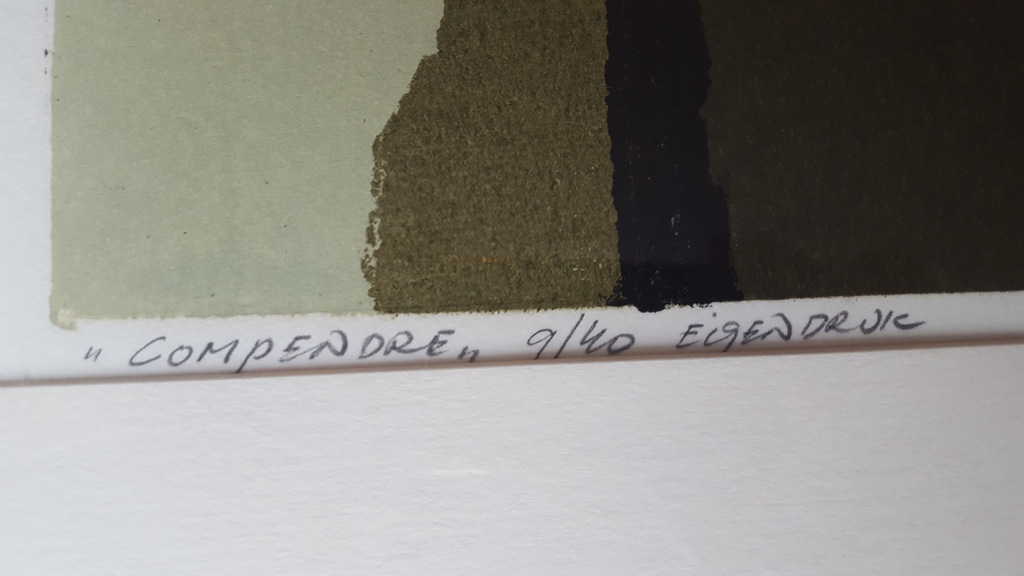 " COMPENDRE „ 9/40 EIGENDRUK